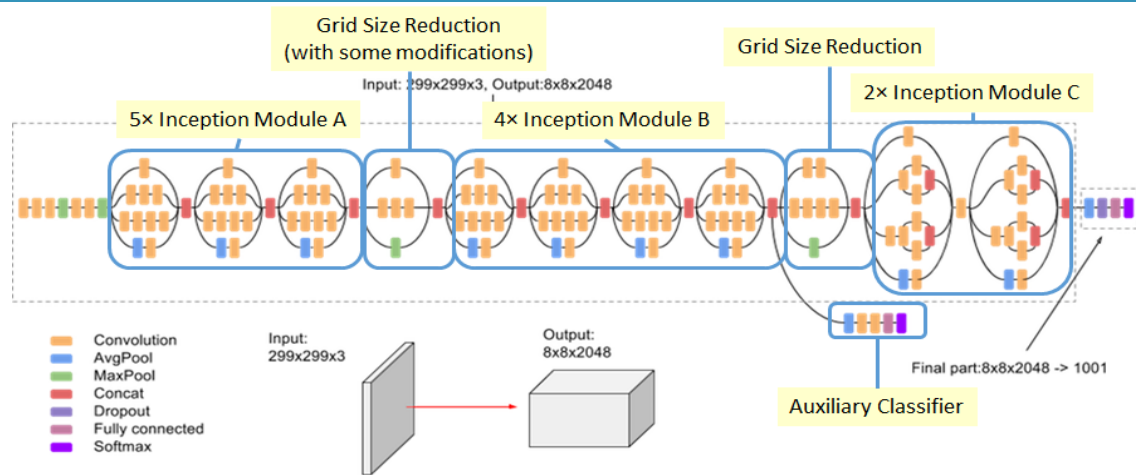 Grid Size Reduction
(with some modifications)
Grid Size Reduction
Input: 299x299x3, Output:8x8x2048
2× Inception Module C
5× Inception Module A
4× Inception Module B
Convolution
AvgPool
MaxPool
Concat
Dropout
Fully connected
Softmax
Input:
299x299x3
Output:
8x8x2048
Final part:8x8x2048 -> 1001
Auxiliary Classifier